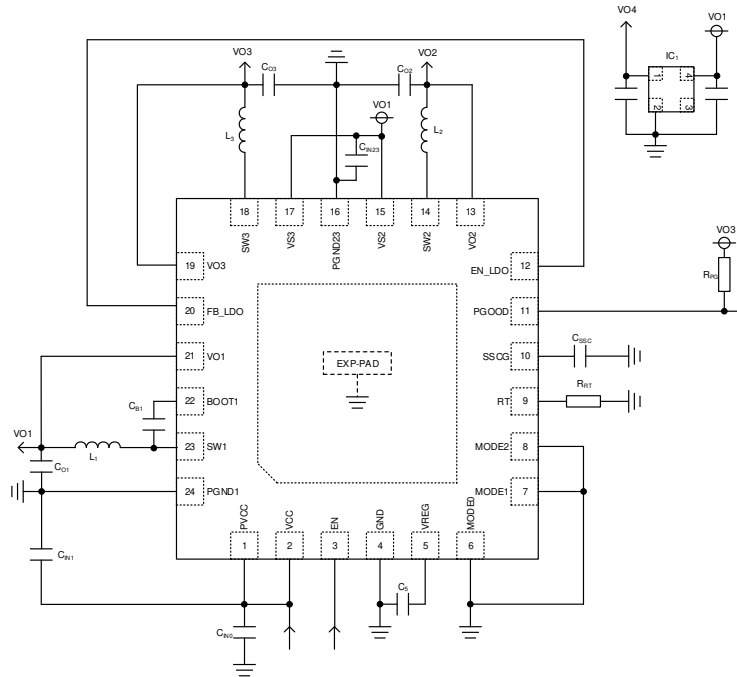 VO4
VO1
IC1
1
4
2
3
VO3
CO3
CO2
VO2
VO1
L3
CIN23
L2
18
17
16
15
14
13
SW3
VS3
PGND23
VS2
SW2
VO2
VO3
RPG
19
VO3
EN_LDO
12
20
FB_LDO
PGOOD
11
21
VO1
EXP-PAD
SSCG
10
CSSC
CB1
22
BOOT1
RT
9
RRT
VO1
L1
23
SW1
MODE2
8
CO1
24
PGND1
MODE1
7
PVCC
VCC
EN
GND
VREG
MODE0
1
2
3
4
5
6
CIN1
C5
CIN0